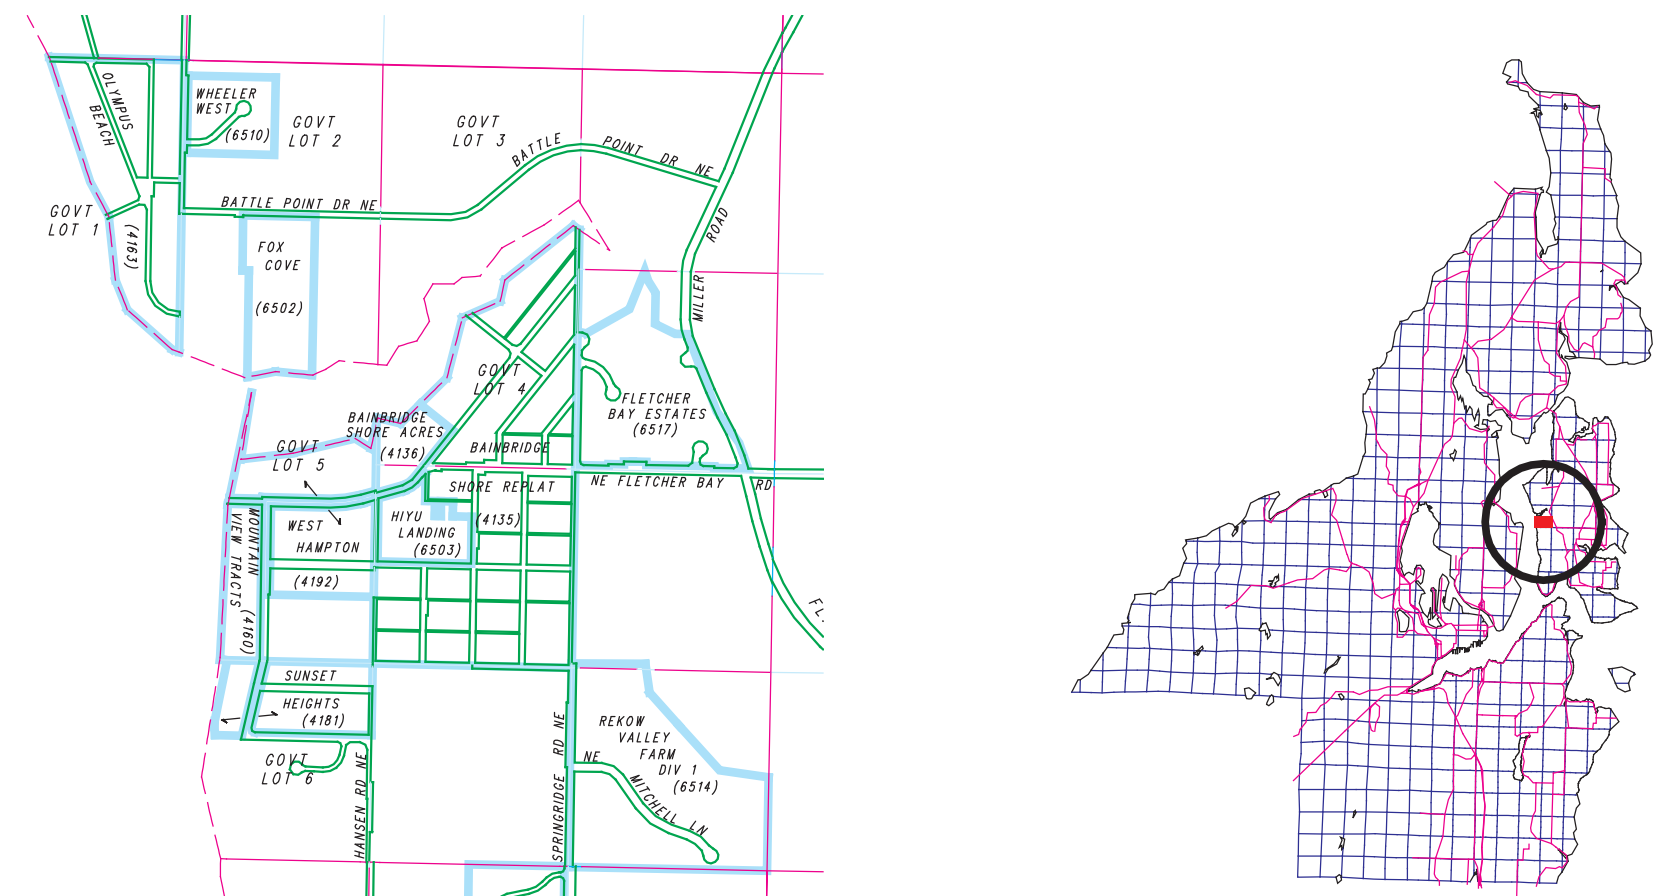 OLYMPUS
BEACH
WHEELER
WEST
(6510)
GOVT
LOT 2
GOVT
LOT 3
BATTLE POINT DR NE
BATTLE POINT DR NE
GOVT
LOT 1
(4163)
FOX
COVE
(6502)
MILLER ROAD
GOVT
LOT 4
FLETCHER
BAY ESTATES
(6517)
BAINBRIDGE
SHORE ACRES
(4136)
BAINBRIDGE
SHORE REPLAT
(4135)
GOVT
LOT 5
NE FLETCHER BAY RD
WEST
HAMPTON
(4192)
HIYU
LANDING
(6503)
MOUNTAIN
VIEW TRACTS
(4160)
SUNSET
HEIGHTS
(4181)
GOVT
LOT 6
HANSEN RD NE
SPRINGRIDGE RD NE
REKOW
VALLEY
FARM
DIV 1
(6514)
NE MITCHELL LN